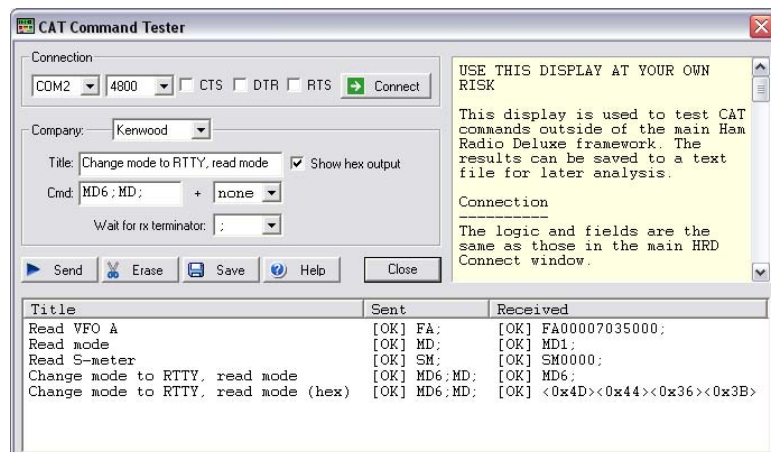 CAT Command Tester
Connection
COM2 4800 CTS DTR RTS Connect
Company: Kenwood
Title: Change mode to RTTY, read mode Show hex output
Cmd: MD6;MD; + none
Wait for rx terminator: ;
Send Erase Save Help Close
USE THIS DISPLAY AT YOUR OWN
RISK
This display is used to test CAT
commands outside of the main Ham
Radio Deluxe framework. The
results can be saved to a text
file for later analysis.
Connection
----------
The logic and fields are the
same as those in the main HRD
Connect window.
Title Sent Received
Read VFO A [OK] FA; [OK] FA00007035000;
Read mode [OK] MD; [OK] MD1;
Read S-meter [OK] SM; [OK] SM0000;
Change mode to RTTY, read mode [OK] MD6;MD; [OK] MD6;
Change mode to RTTY, read mode (hex) [OK] MD6;MD; [OK] <0x4D><0x44><0x36><0x3B>